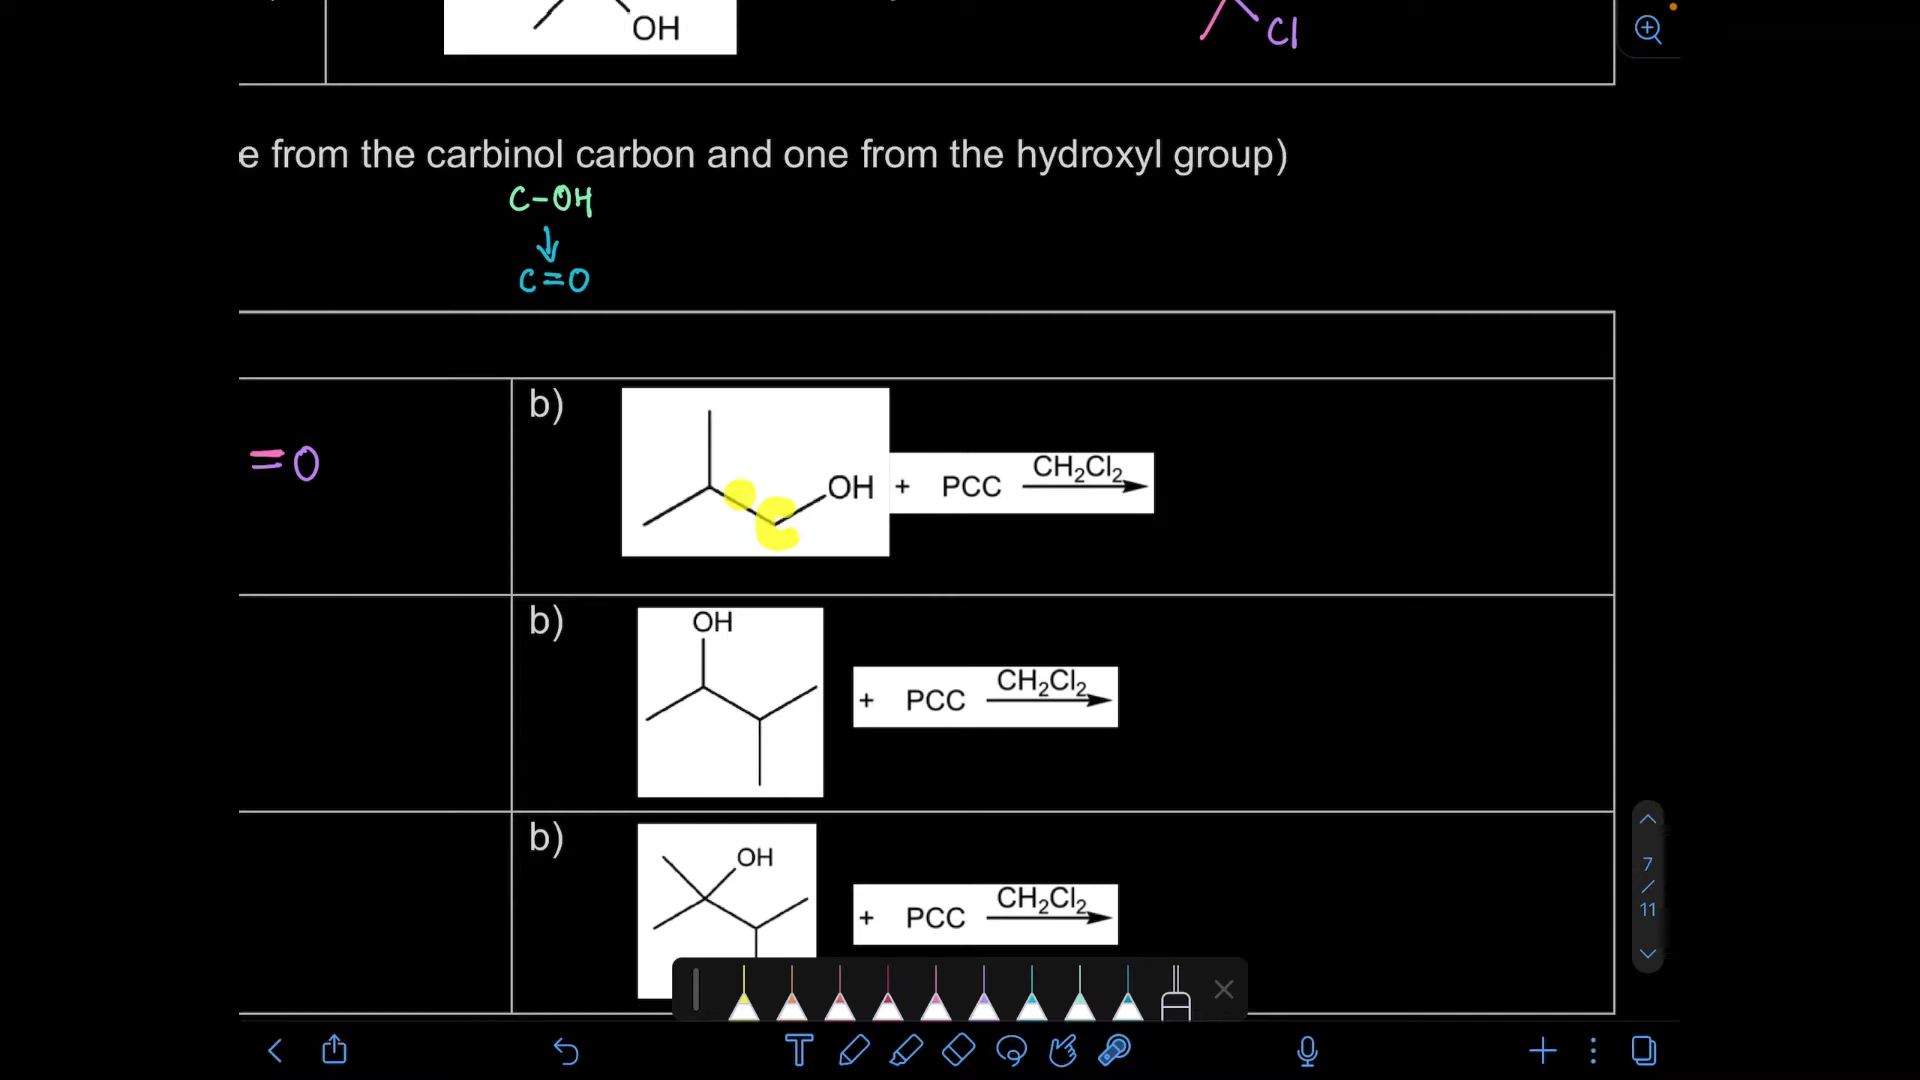 OH
Cl
e from the carbinol carbon and one from the hydroxyl group)
C-OH
↓
C=O
=O
b)
OH + PCC CH₂Cl₂
b)
OH
+ PCC CH₂Cl₂
b)
OH
+ PCC CH₂Cl₂
7
/
11
T